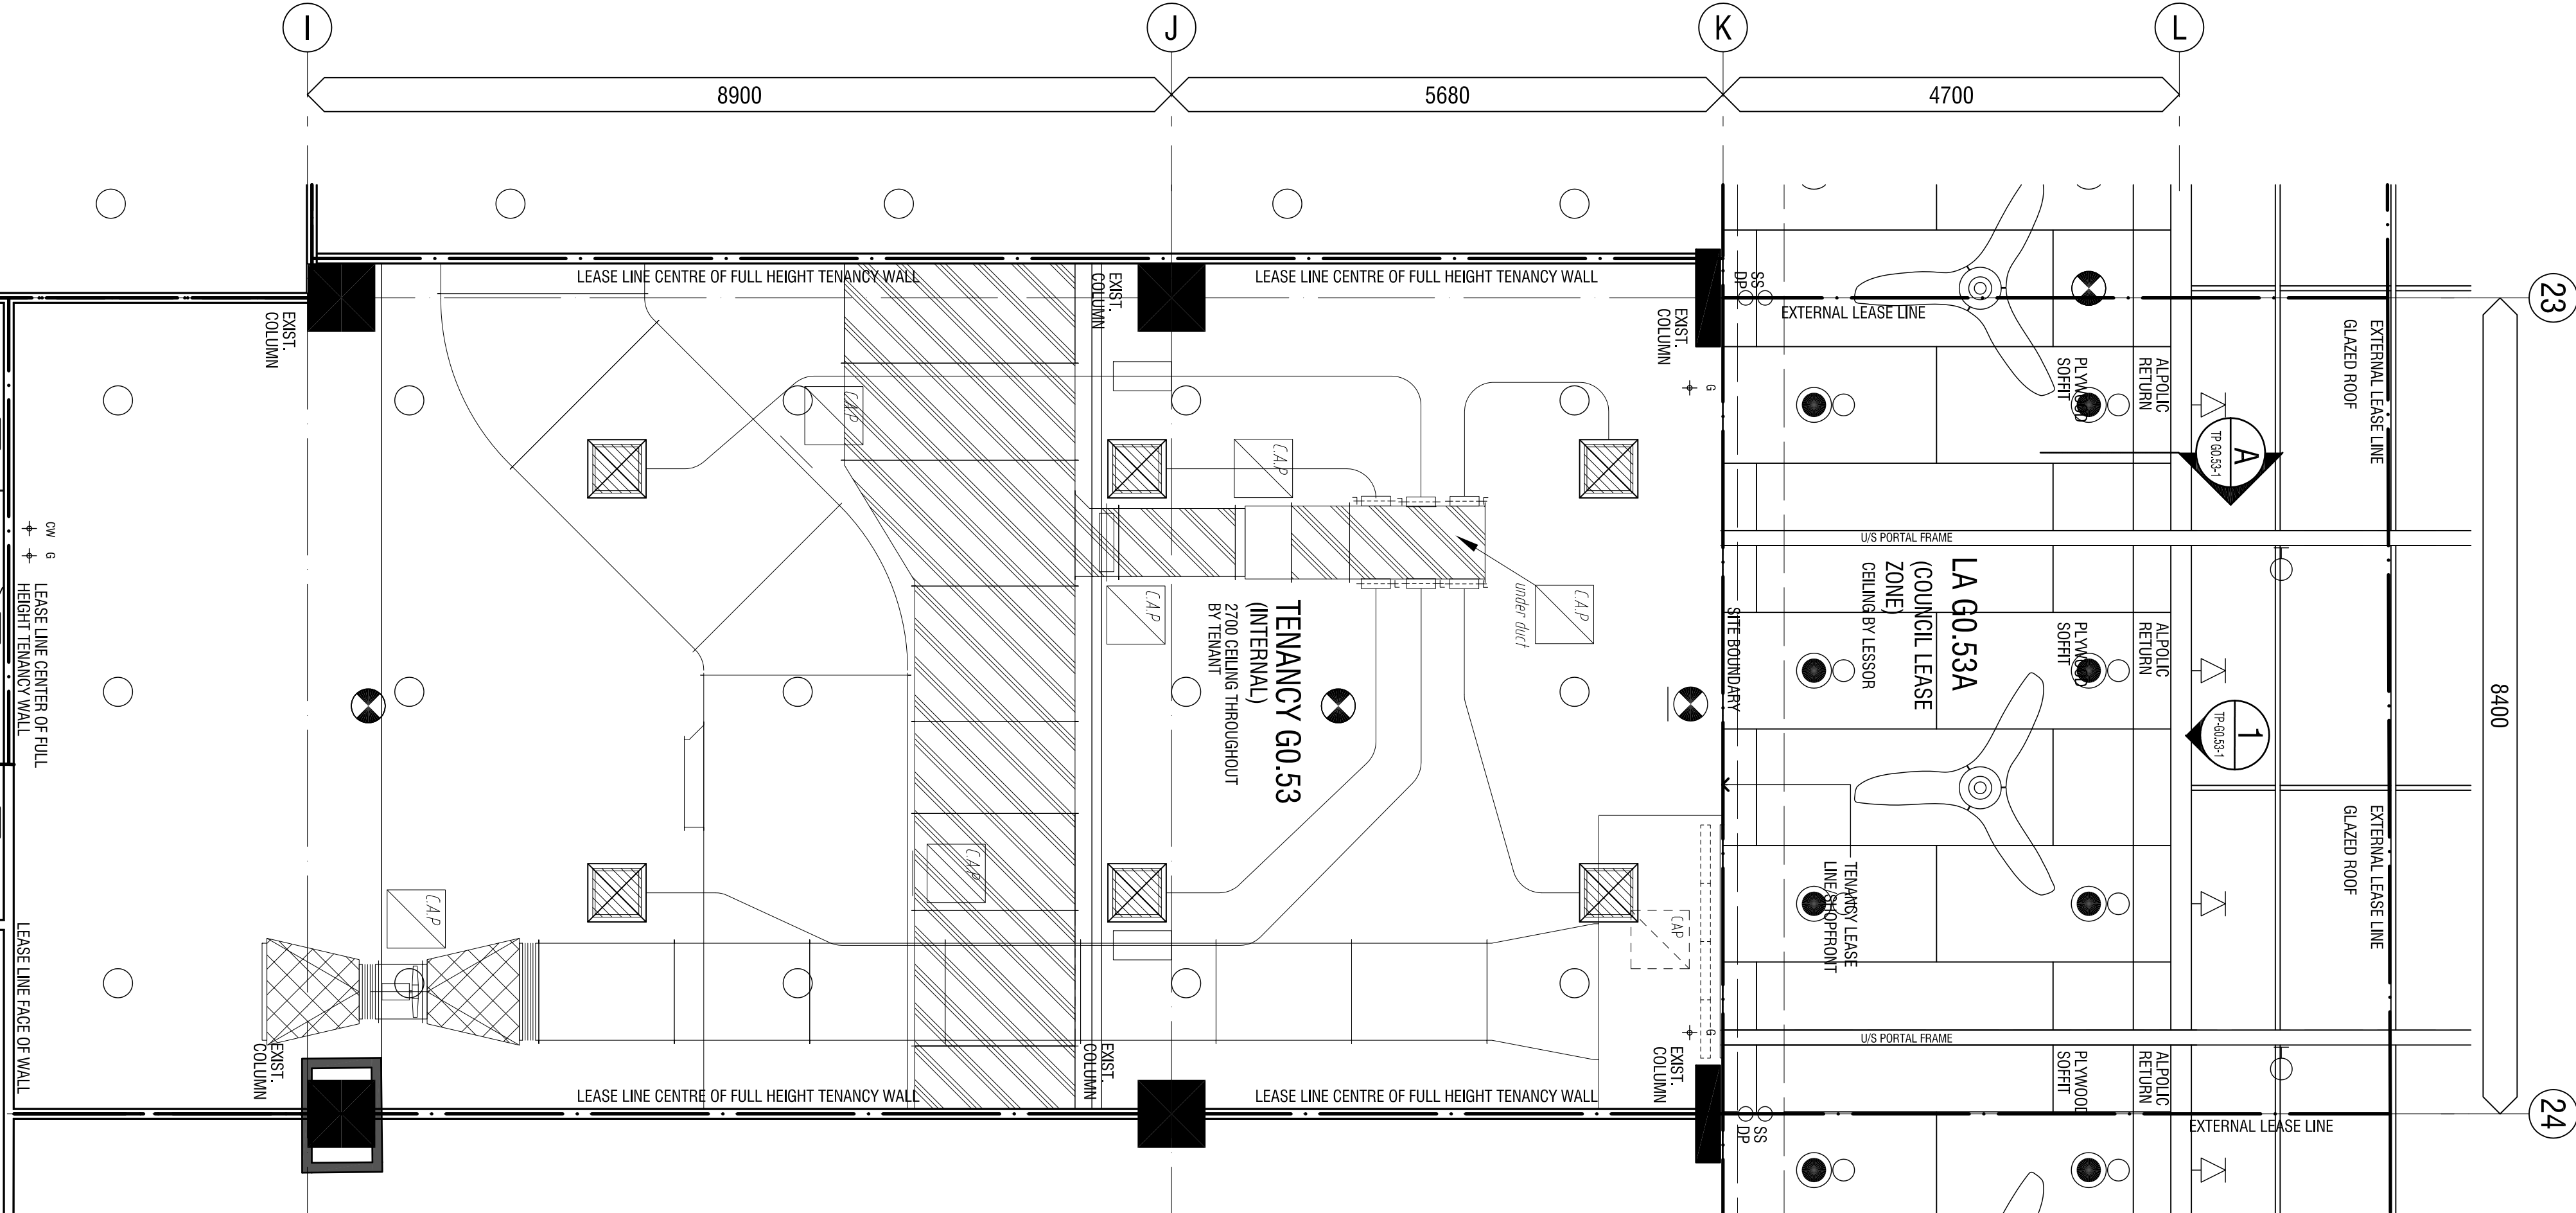 I
J
K
L
8900
5680
4700
23
24
8400
LEASE LINE CENTRE OF FULL HEIGHT TENANCY WALL
LEASE LINE CENTRE OF FULL HEIGHT TENANCY WALL
EXIST.
COLUMN
EXIST.
COLUMN
EXIST.
COLUMN
SS
DP
EXTERNAL LEASE LINE
G
C.A.P
C.A.P
C.A.P
C.A.P
under duct
C.A.P
C.A.P
CAP
TENANCY G0.53
(INTERNAL)
2700 CEILING THROUGHOUT
BY TENANT
CW
G
LEASE LINE CENTER OF FULL
HEIGHT TENANCY WALL
LEASE LINE FACE OF WALL
EXIST.
COLUMN
EXIST.
COLUMN
EXIST.
COLUMN
G
LEASE LINE CENTRE OF FULL HEIGHT TENANCY WALL
LEASE LINE CENTRE OF FULL HEIGHT TENANCY WALL
SS
DP
SITE BOUNDARY
LA G0.53A
(COUNCIL LEASE
ZONE)
CEILING BY LESSOR
TENANCY LEASE
LINE/SHOPFRONT
U/S PORTAL FRAME
U/S PORTAL FRAME
ALPOLIC
RETURN
PLYWOOD
SOFFIT
ALPOLIC
RETURN
PLYWOOD
SOFFIT
ALPOLIC
RETURN
PLYWOOD
SOFFIT
A
TP G0.53-1
1
TP-G0.53-1
EXTERNAL LEASE LINE
GLAZED ROOF
EXTERNAL LEASE LINE
GLAZED ROOF
EXTERNAL LEASE LINE